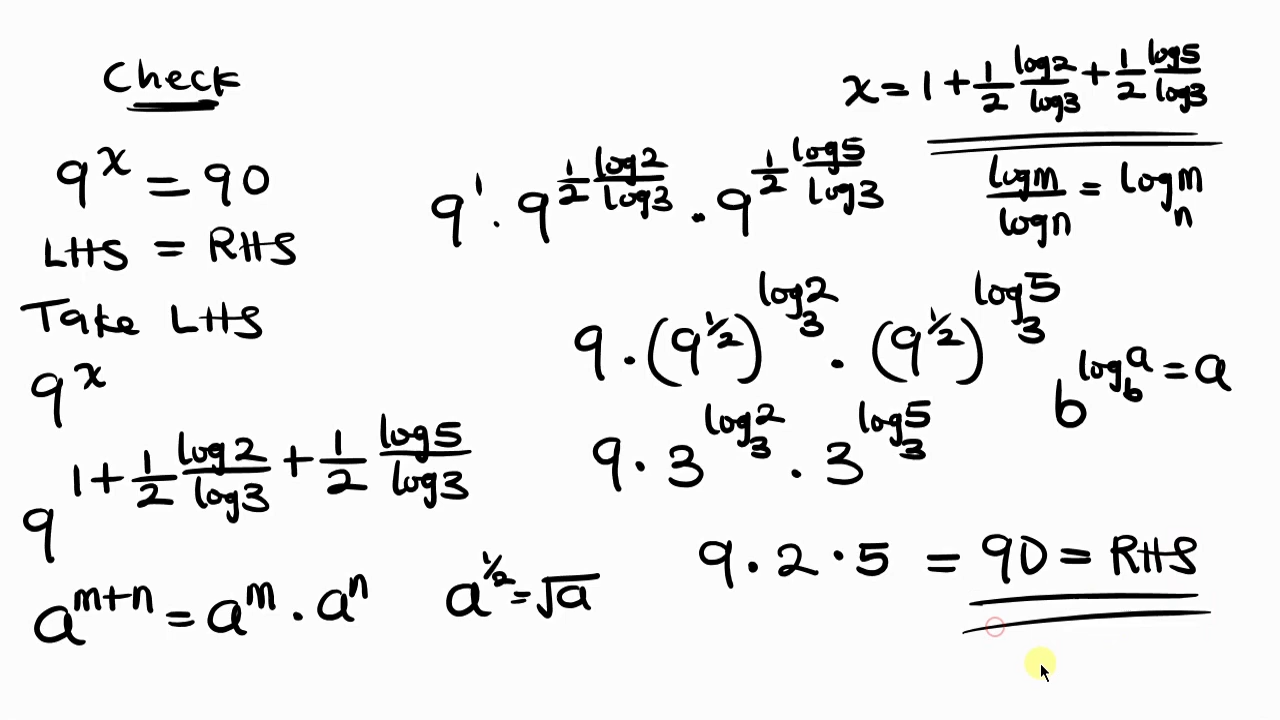 Check
9^x = 90
LHS = RHS
Take LHS
9^x
9^(1 + 1/2 log2/log3 + 1/2 log5/log3)
a^(m+n) = a^m . a^n
a^(1/2) = √a
x = 1 + 1/2 log2/log3 + 1/2 log5/log3
9^1 . 9^(1/2 log2/log3) . 9^(1/2 log5/log3)
logm/logn = log_n m
9 . (9^(1/2))^(log_3 2) . (9^(1/2))^(log_3 5)
b^(log_b a) = a
9 . 3^(log_3 2) . 3^(log_3 5)
9 . 2 . 5 = 90 = RHS